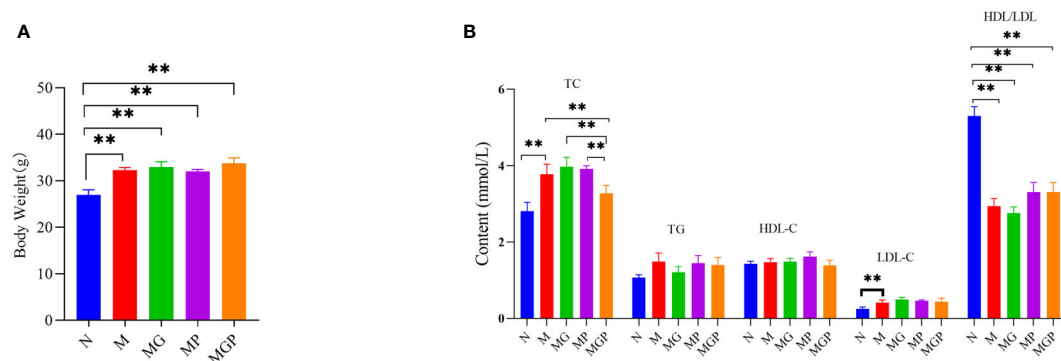 A
**
**
**
**
50
40
30
20
10
0
Body Weight(g)
N M MG MP MGP
B
HDL/LDL
**
**
**
**
TC
**
**
**
**
TG
HDL-C
LDL-C
**
6
4
2
0
Content (mmol/L)
N M MG MP MGP N M MG MP MGP N M MG MP MGP N M MG MP MGP N M MG MP MGP